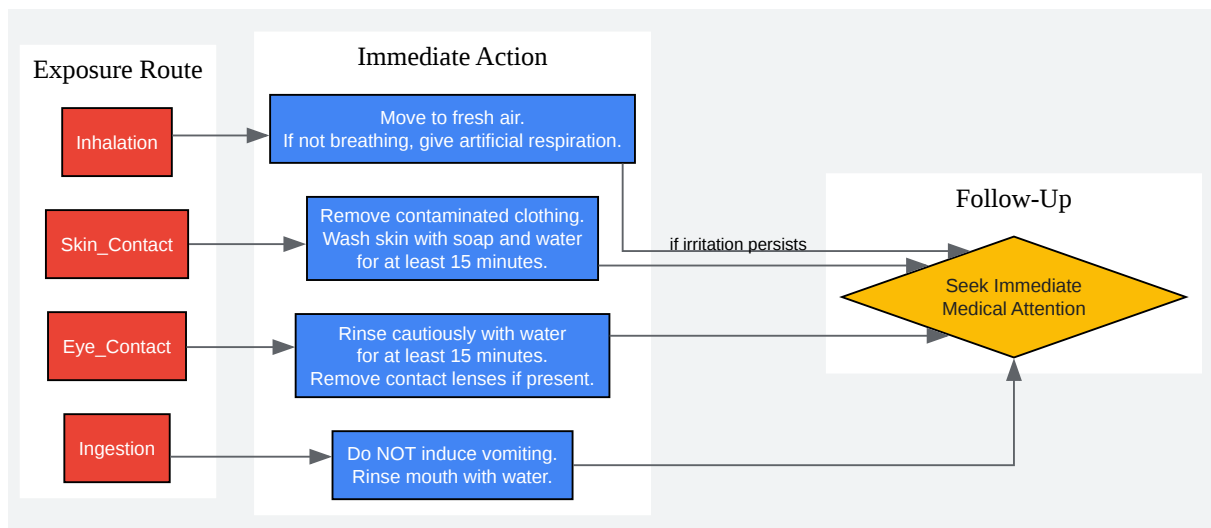 Exposure Route
Inhalation
Skin_Contact
Eye_Contact
Ingestion
Immediate Action
Move to fresh air.
If not breathing, give artificial respiration.
Remove contaminated clothing.
Wash skin with soap and water
for at least 15 minutes.
Rinse cautiously with water
for at least 15 minutes.
Remove contact lenses if present.
Do NOT induce vomiting.
Rinse mouth with water.
if irritation persists
Follow-Up
Seek Immediate
Medical Attention